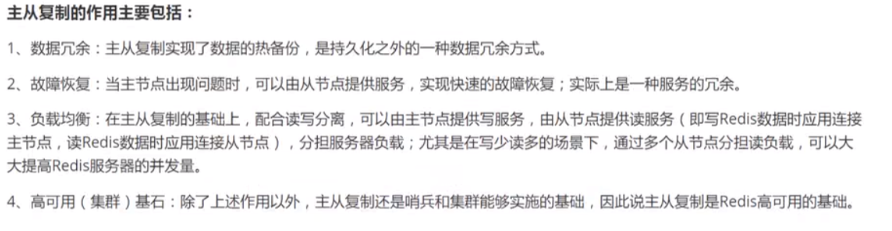 主从复制的作用主要包括：
1、数据冗余：主从复制实现了数据的热备份，是持久化之外的一种数据冗余方式。
2、故障恢复：当主节点出现问题时，可以由从节点提供服务，实现快速的故障恢复；实际上是一种服务的冗余。
3、负载均衡：在主从复制的基础上，配合读写分离，可以由主节点提供写服务，由从节点提供读服务（即写Redis数据时应用连接
主节点，读Redis数据时应用连接从节点），分担服务器负载；尤其是在写少读多的场景下，通过多个从节点分担读负载，可以大
大提高Redis服务器的并发量。
4、高可用（集群）基石：除了上述作用以外，主从复制还是哨兵和集群能够实施的基础，因此说主从复制是Redis高可用的基础。